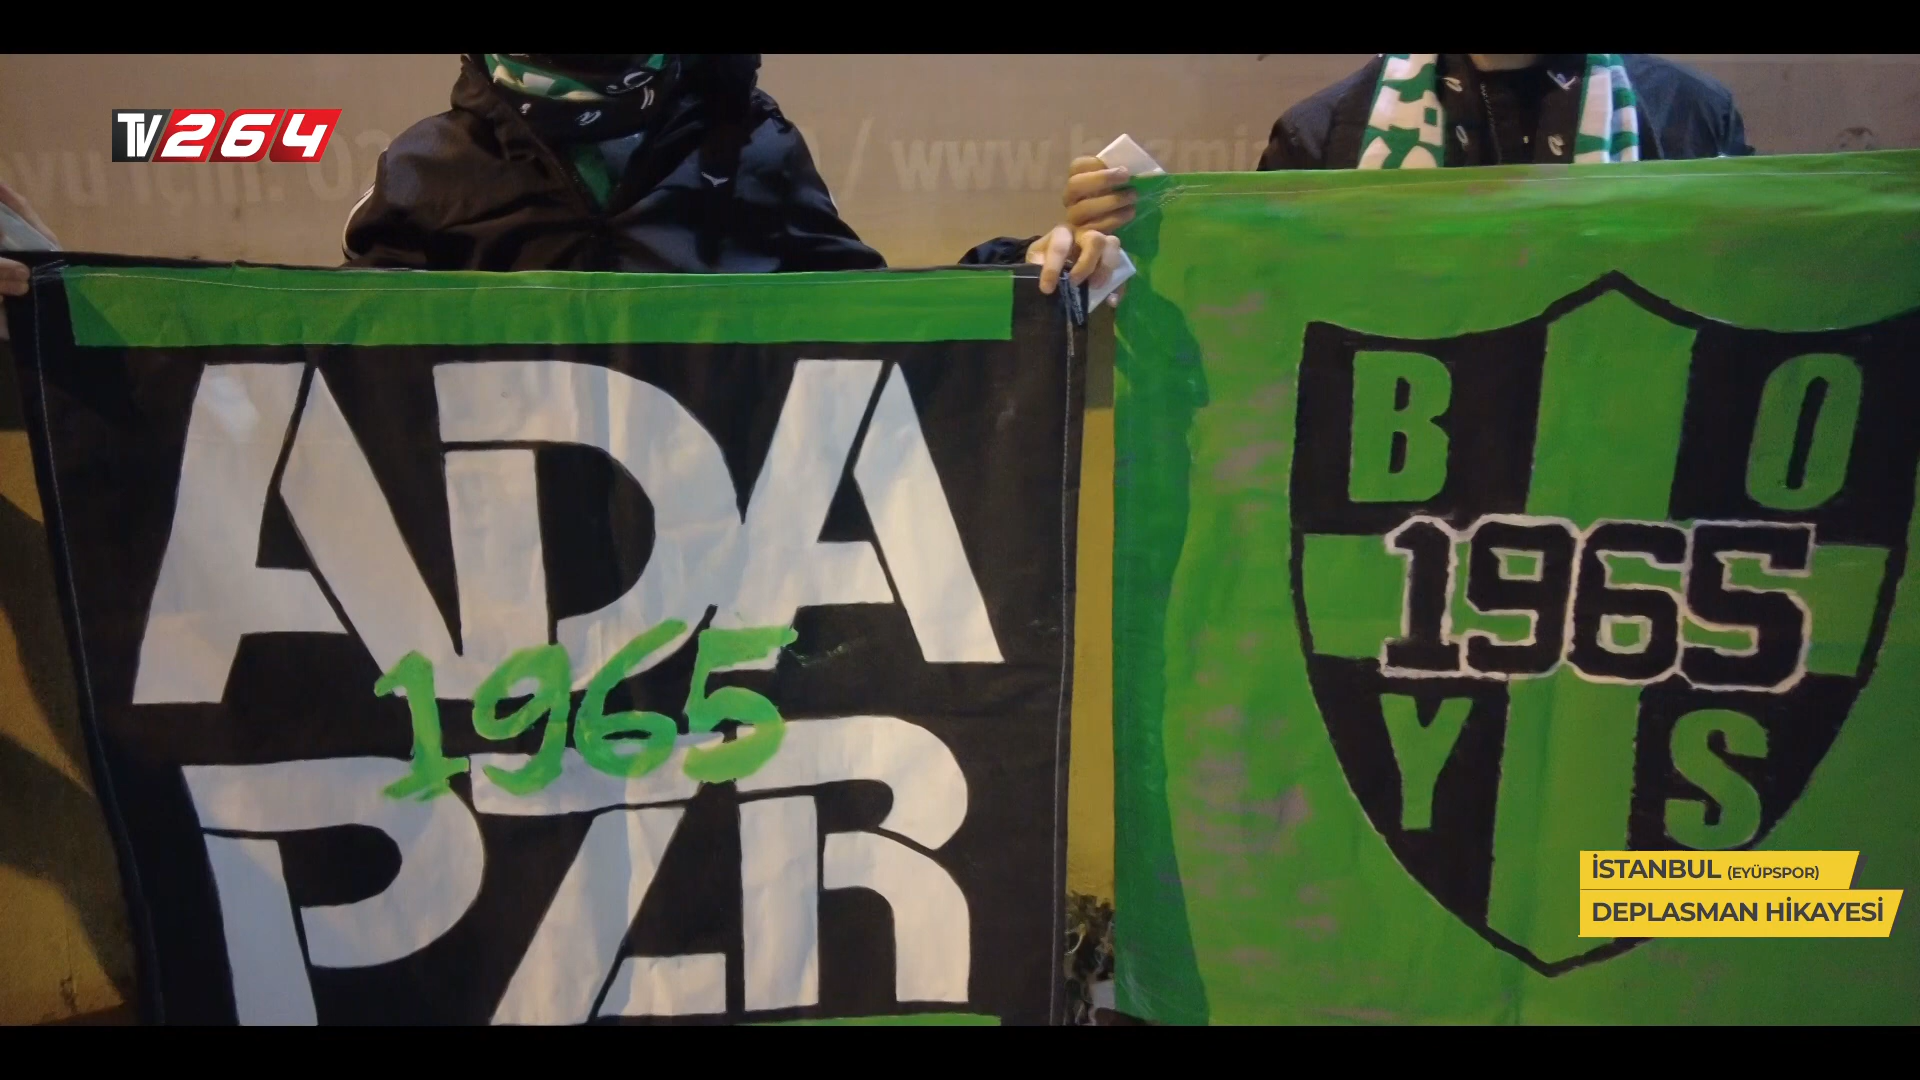 TV264
ADA
1965
PZR
B O
1965
Y S
İSTANBUL (EYÜPSPOR)
DEPLASMAN HİKAYESİ